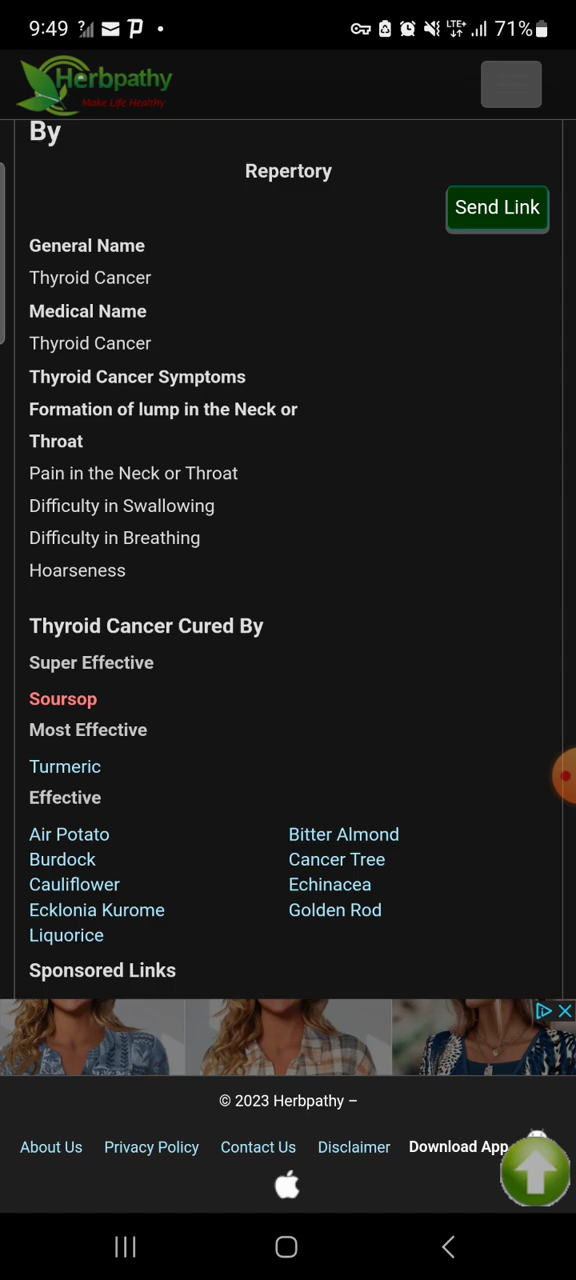 9:49
LTE+
71%
Herbpathy
Make Life Healthy
By
Repertory
Send Link
General Name
Thyroid Cancer
Medical Name
Thyroid Cancer
Thyroid Cancer Symptoms
Formation of lump in the Neck or
Throat
Pain in the Neck or Throat
Difficulty in Swallowing
Difficulty in Breathing
Hoarseness
Thyroid Cancer Cured By
Super Effective
Soursop
Most Effective
Turmeric
Effective
Air Potato Bitter Almond
Burdock Cancer Tree
Cauliflower Echinacea
Ecklonia Kurome Golden Rod
Liquorice
Sponsored Links
© 2023 Herbpathy –
About Us Privacy Policy Contact Us Disclaimer Download App